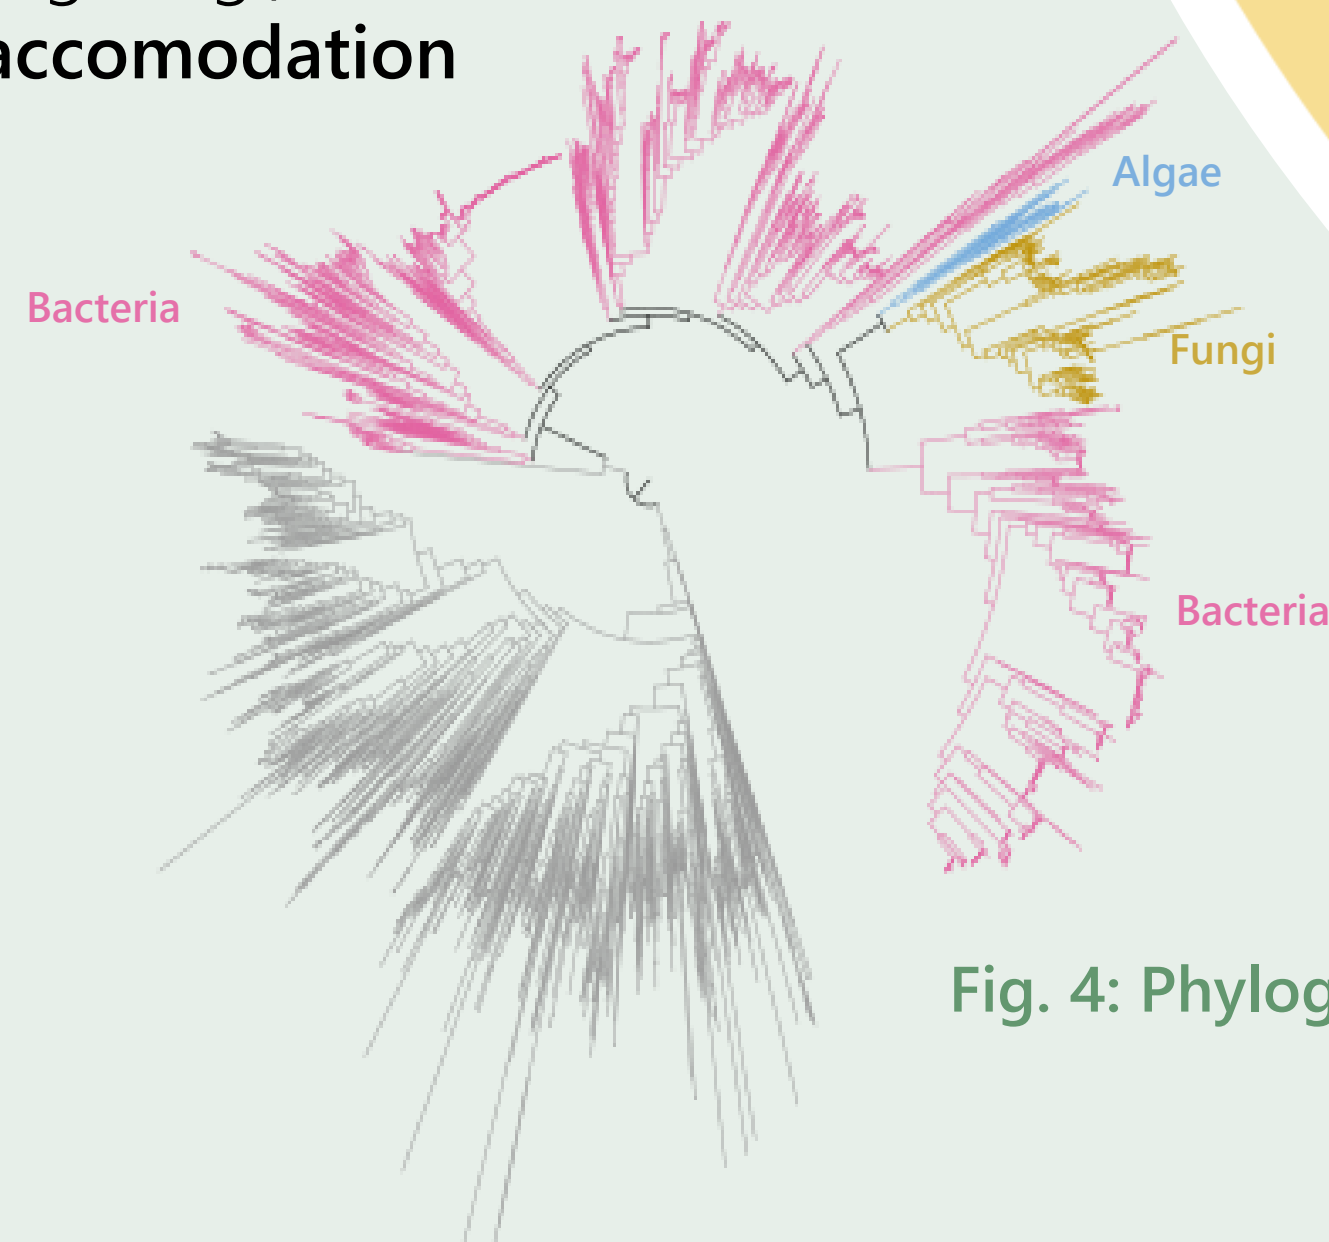 accomodation
Algae
Bacteria
Fungi
Bacteria
Fig. 4: Phylog